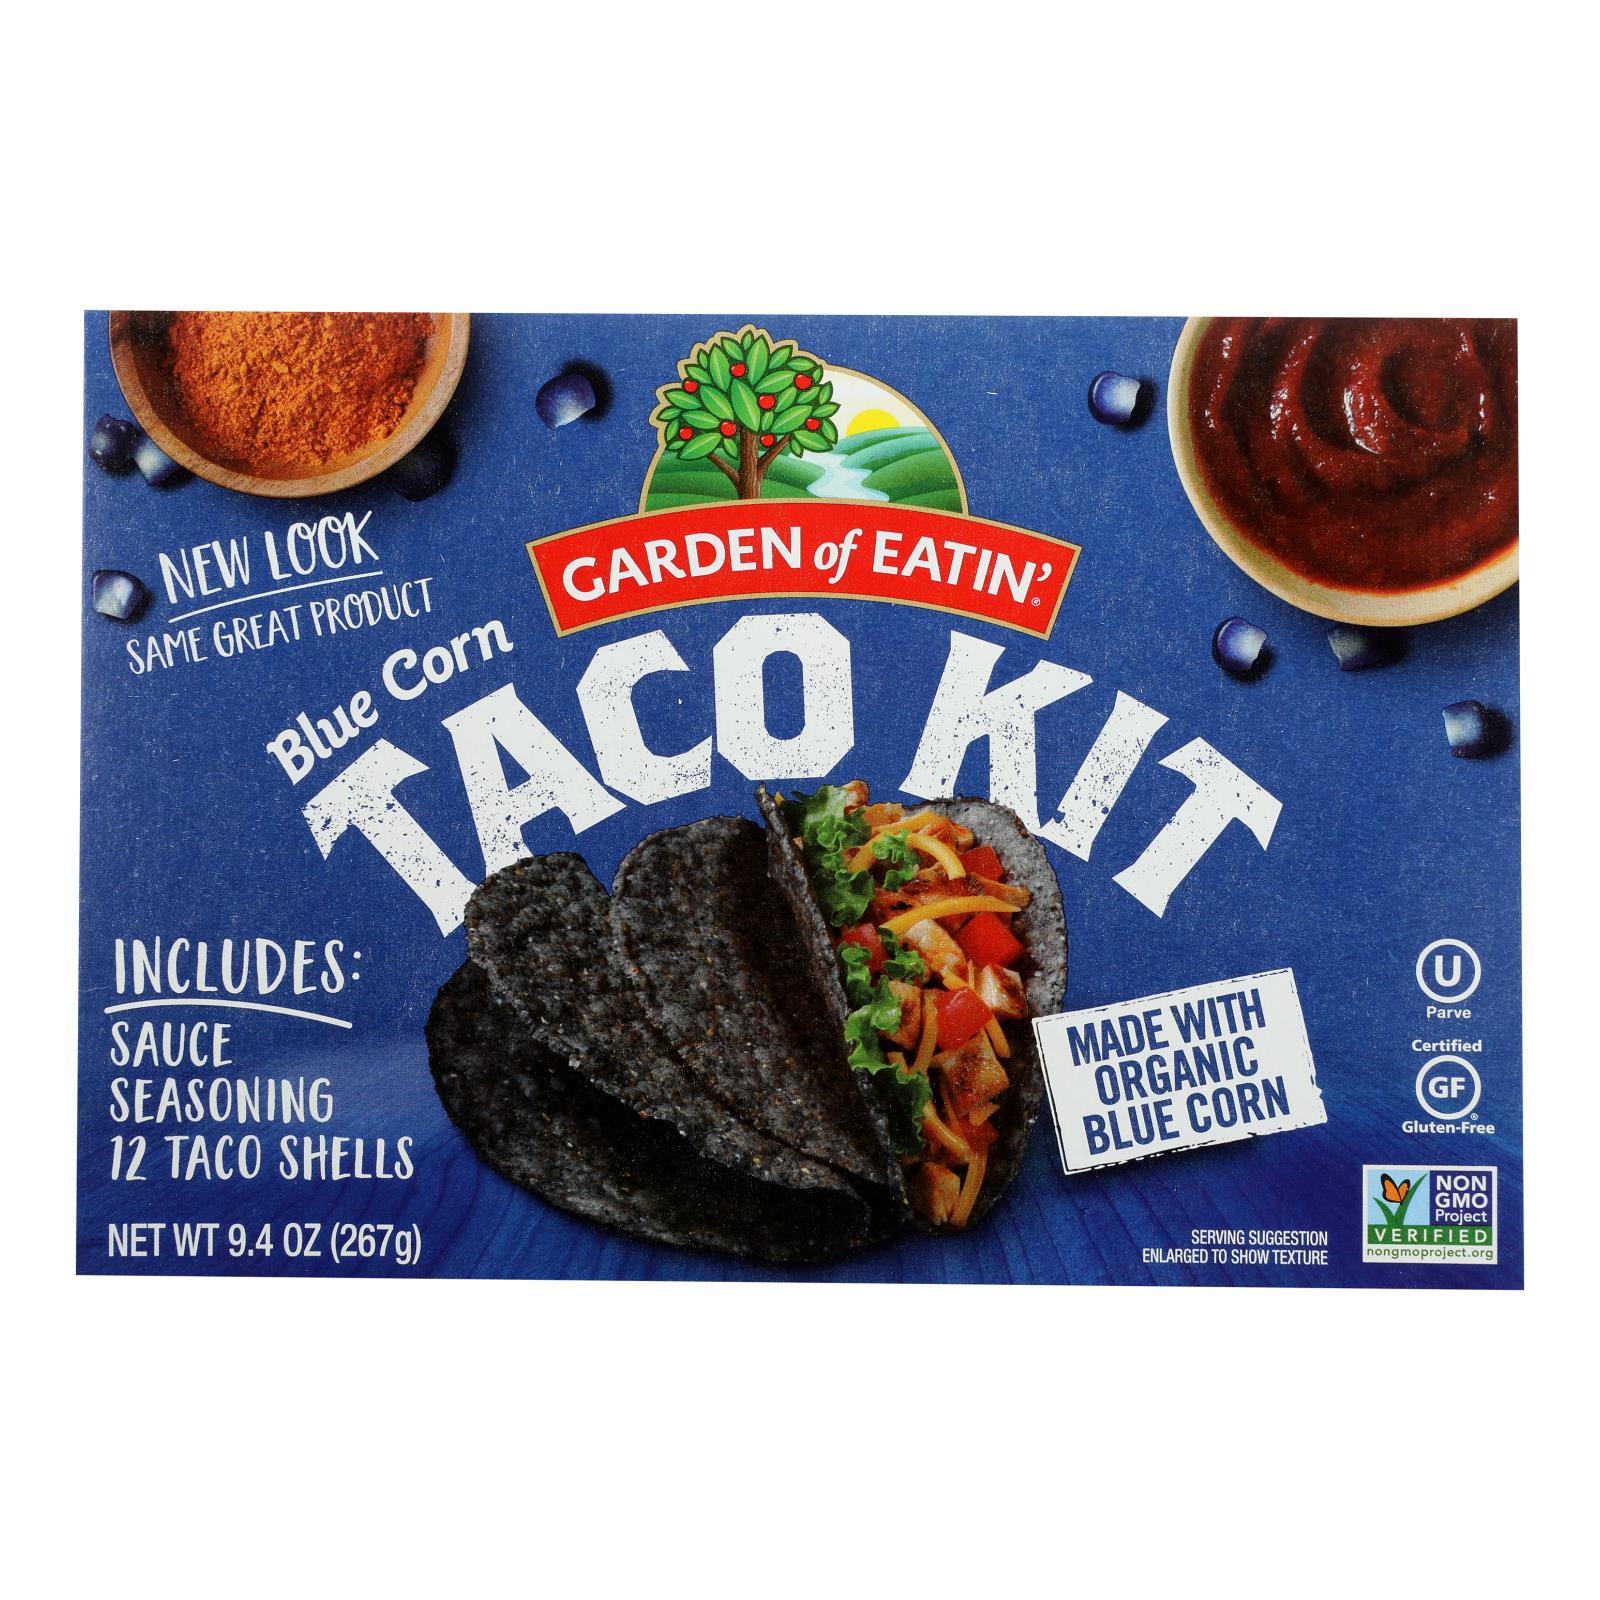 NEW LOOK
SAME GREAT PRODUCT
GARDEN of EATIN'®
Blue Corn
TACO KIT
INCLUDES:
SAUCE
SEASONING
12 TACO SHELLS
NET WT 9.4 OZ (267g)
MADE WITH
ORGANIC
BLUE CORN
SERVING SUGGESTION
ENLARGED TO SHOW TEXTURE
U
Parve
Certified
GF®
Gluten-Free
NON
GMO
Project
VERIFIED
nongmoproject.org